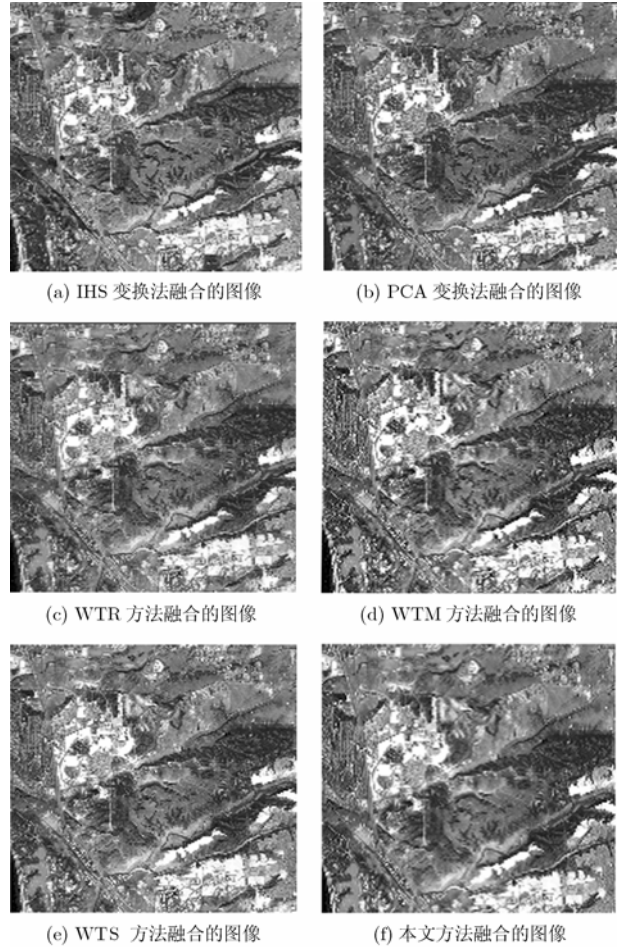 (a) IHS 变换法融合的图像
(b) PCA 变换法融合的图像
(c) WTR 方法融合的图像
(d) WTM 方法融合的图像
(e) WTS 方法融合的图像
(f) 本文方法融合的图像